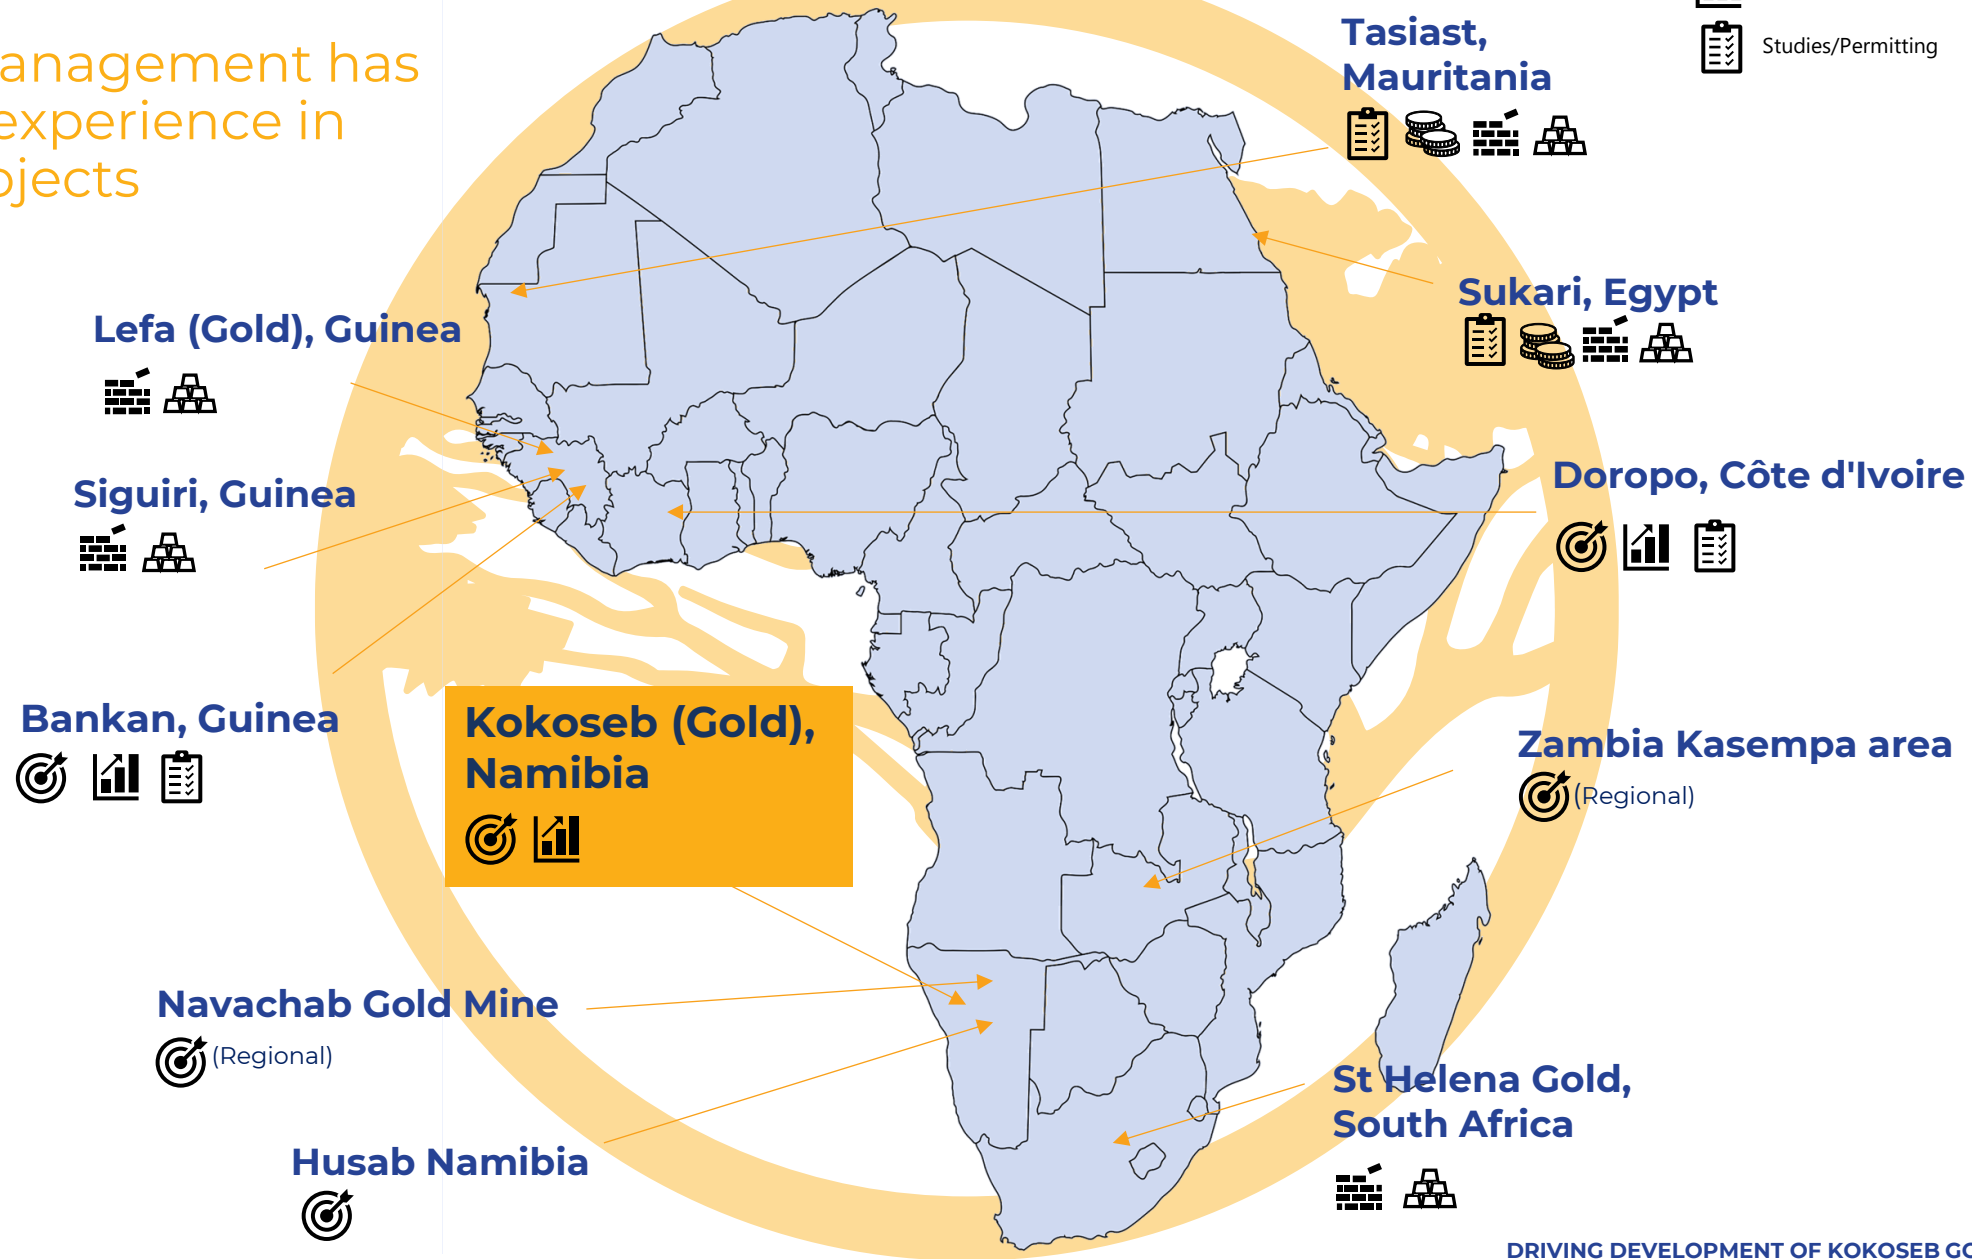 anagement has
experience in
ojects
Studies/Permitting
Tasiast,
Mauritania
Sukari, Egypt
Lefa (Gold), Guinea
Siguiri, Guinea
Doropo, Côte d'Ivoire
Bankan, Guinea
Kokoseb (Gold),
Namibia
Zambia Kasempa area
(Regional)
Navachab Gold Mine
(Regional)
St Helena Gold,
South Africa
Husab Namibia
DRIVING DEVELOPMENT OF KOKOSEB GO